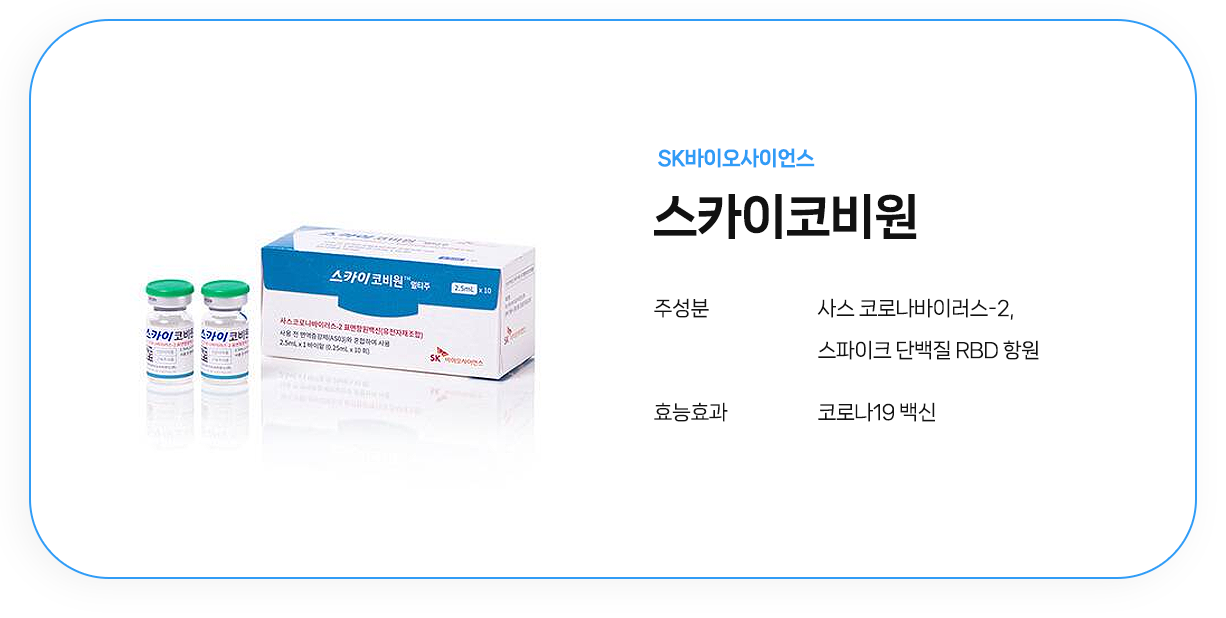 SK바이오사이언스
스카이코비원
주성분
사스 코로나바이러스-2,
스파이크 단백질 RBD 항원
효능효과
코로나19 백신
스카이코비원™ 멀티주
2.5mL x 10
사스코로나바이러스-2 표면항원백신(유전자재조합)
사용 전 면역증강제(AS03)와 혼합하여 사용
2.5mL x 1 바이알 (0.25mL x 10 회)
SK바이오사이언스
스카이코비원
스카이코비원